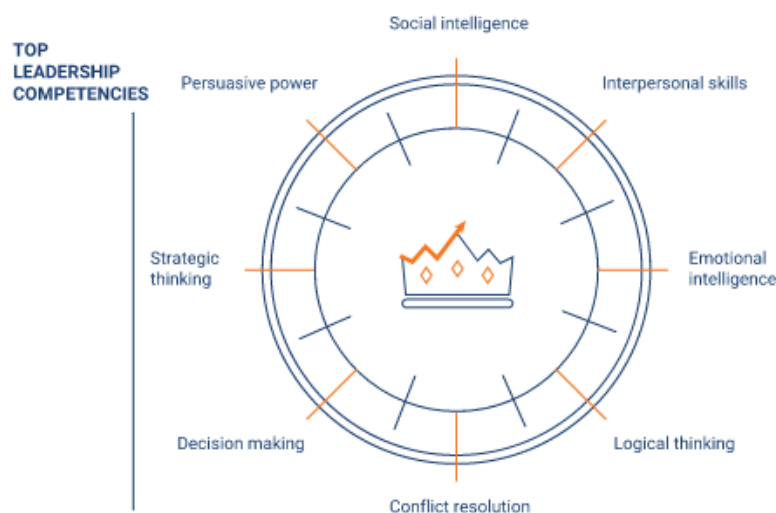 TOP
LEADERSHIP
COMPETENCIES
Social intelligence
Persuasive power
Interpersonal skills
Strategic
thinking
Emotional
intelligence
Decision making
Logical thinking
Conflict resolution